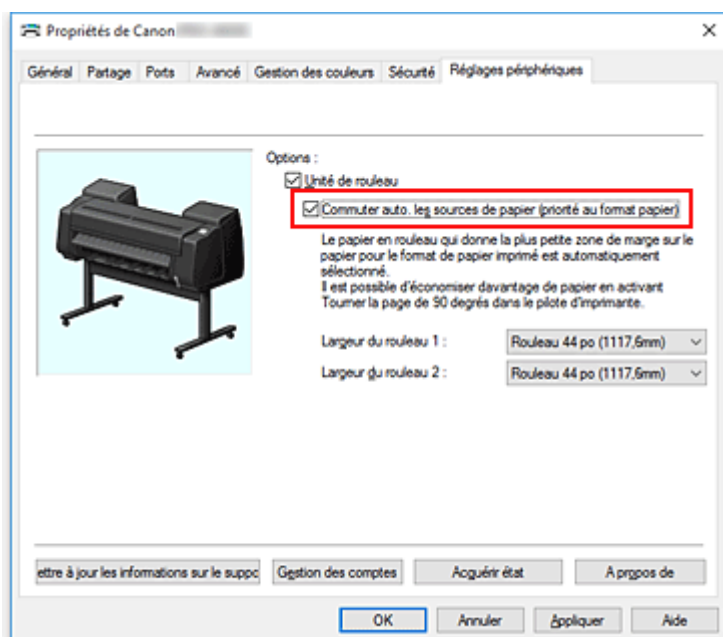 Propriétés de Canon
Général Partage Ports Avancé Gestion des couleurs Sécurité Réglages périphériques
Options :
Unité de rouleau
Commuter auto. les sources de papier (priorité au format papier)
Le papier en rouleau qui donne la plus petite zone de marge sur le
papier pour le format de papier imprimé est automatiquement
sélectionné.
Il est possible d'économiser davantage de papier en activant
Tourner la page de 90 degrés dans le pilote d'imprimante.
Largeur du rouleau 1 : Rouleau 44 po (1117,6mm)
Largeur du rouleau 2 : Rouleau 44 po (1117,6mm)
ettre à jour les informations sur le suppo Gestion des comptes Acquérir état A propos de
OK Annuler Appliquer Aide